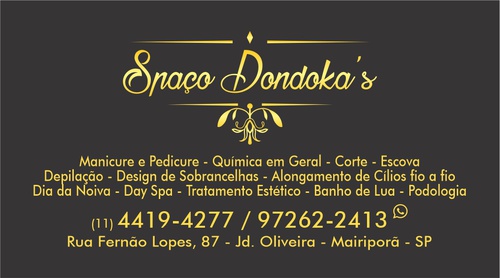 Spaço Dondoka's
Manicure e Pedicure - Química em Geral - Corte - Escova
Depilação - Design de Sobrancelhas - Alongamento de Cílios fio a fio
Dia da Noiva - Day Spa - Tratamento Estético - Banho de Lua - Podologia
(11) 4419-4277 / 97262-2413
Rua Fernão Lopes, 87 - Jd. Oliveira - Mairiporã - SP